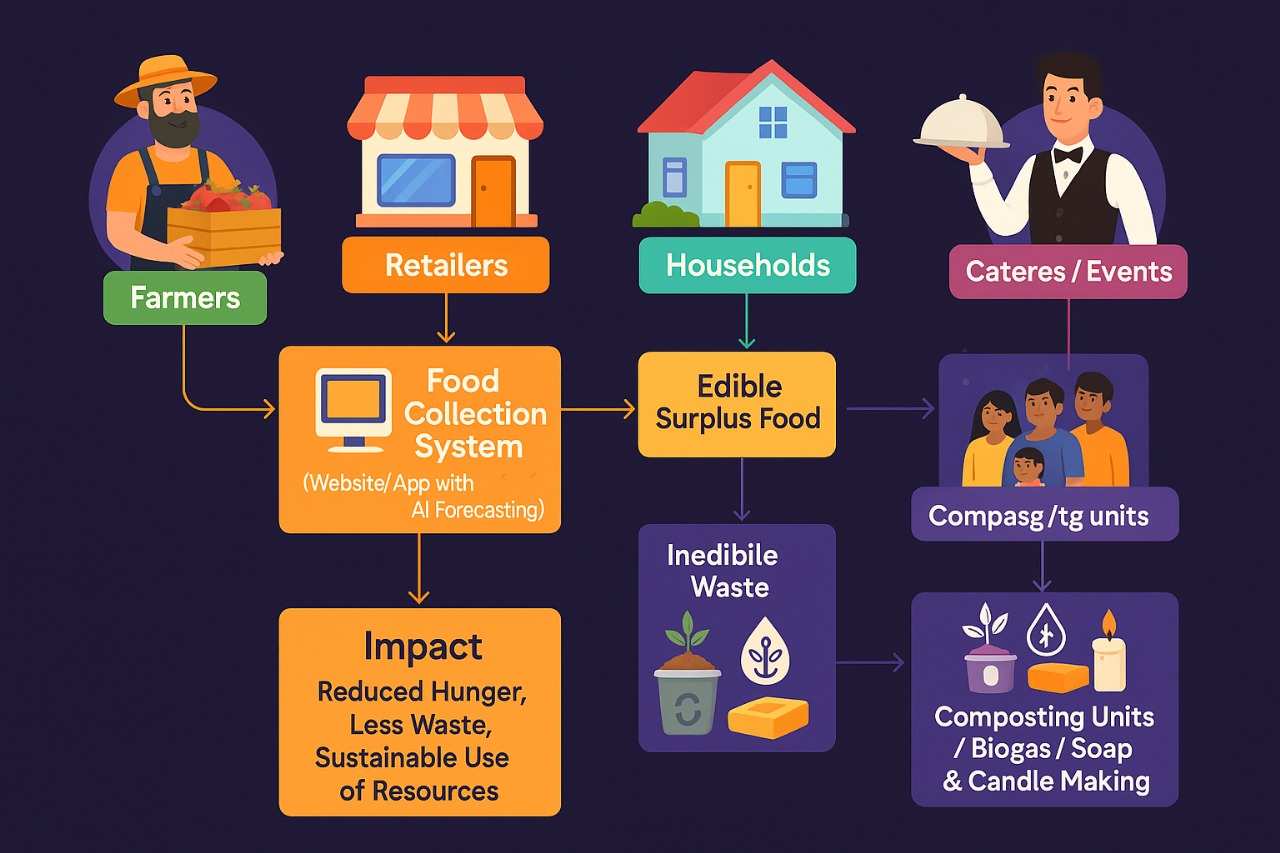 Farmers
Retailers
Households
Cateres / Events
Food
Collection
System
(Website/App with
AI Forecasting)
Edible
Surplus Food
Compasg /tg units
Inedibile
Waste
Impact
Reduced Hunger,
Less Waste,
Sustainable Use
of Resources
Composting Units
/ Biogas / Soap
& Candle Making